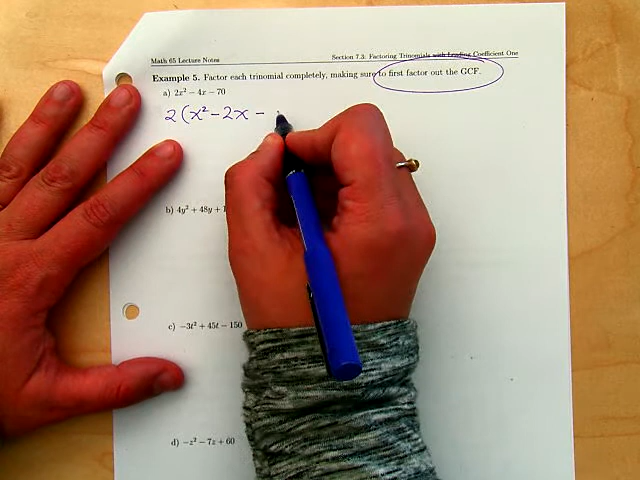 Math 65 Lecture Notes Section 7.3: Factoring Trinomials with Leading Coefficient One
Example 5. Factor each trinomial completely, making sure to first factor out the GCF.
a) 2x² − 4x − 70
2(x² − 2x −
b) 4y² + 48y +
c) −3t² + 45t − 150
d) −z² − 7z + 60